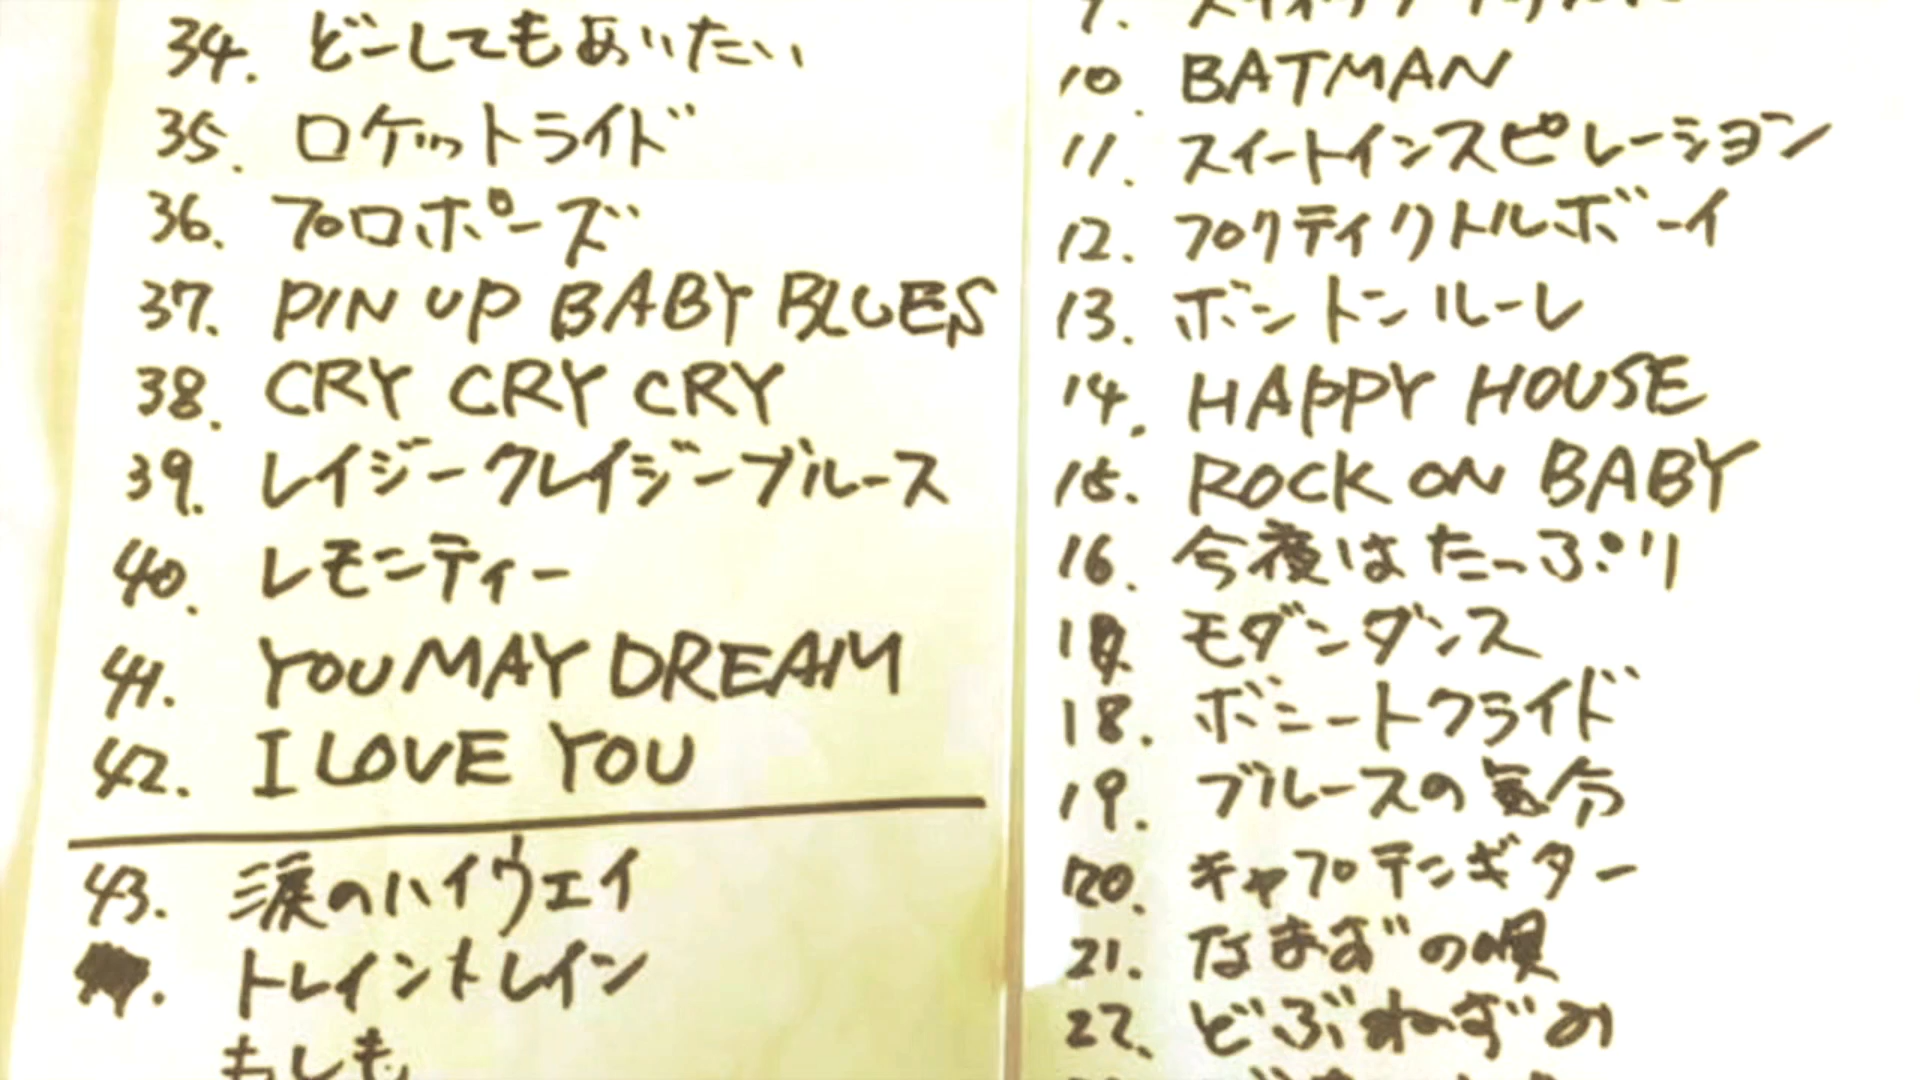 34. どーしてもあいたい
35. ロケットライド
36. プロポーズ
37. PIN UP BABY BLUES
38. CRY CRY CRY
39. レイジークレイジーブルース
40. レモンティー
41. YOU MAY DREAM
42. I LOVE YOU
43. 涙のハイウェイ
トレイントレイン
もしも
9.
10. BATMAN
11. スイートインスピレーション
12. プロダティクトルボーイ
13. ボントンルーレ
14. HAPPY HOUSE
15. ROCK ON BABY
16. 今夜はたっぷり
17. モダンダンス
18. ボニートクライド
19. ブルースの気分
20. キャプテンギター
21. なまずの唄
22. どぶねずみ